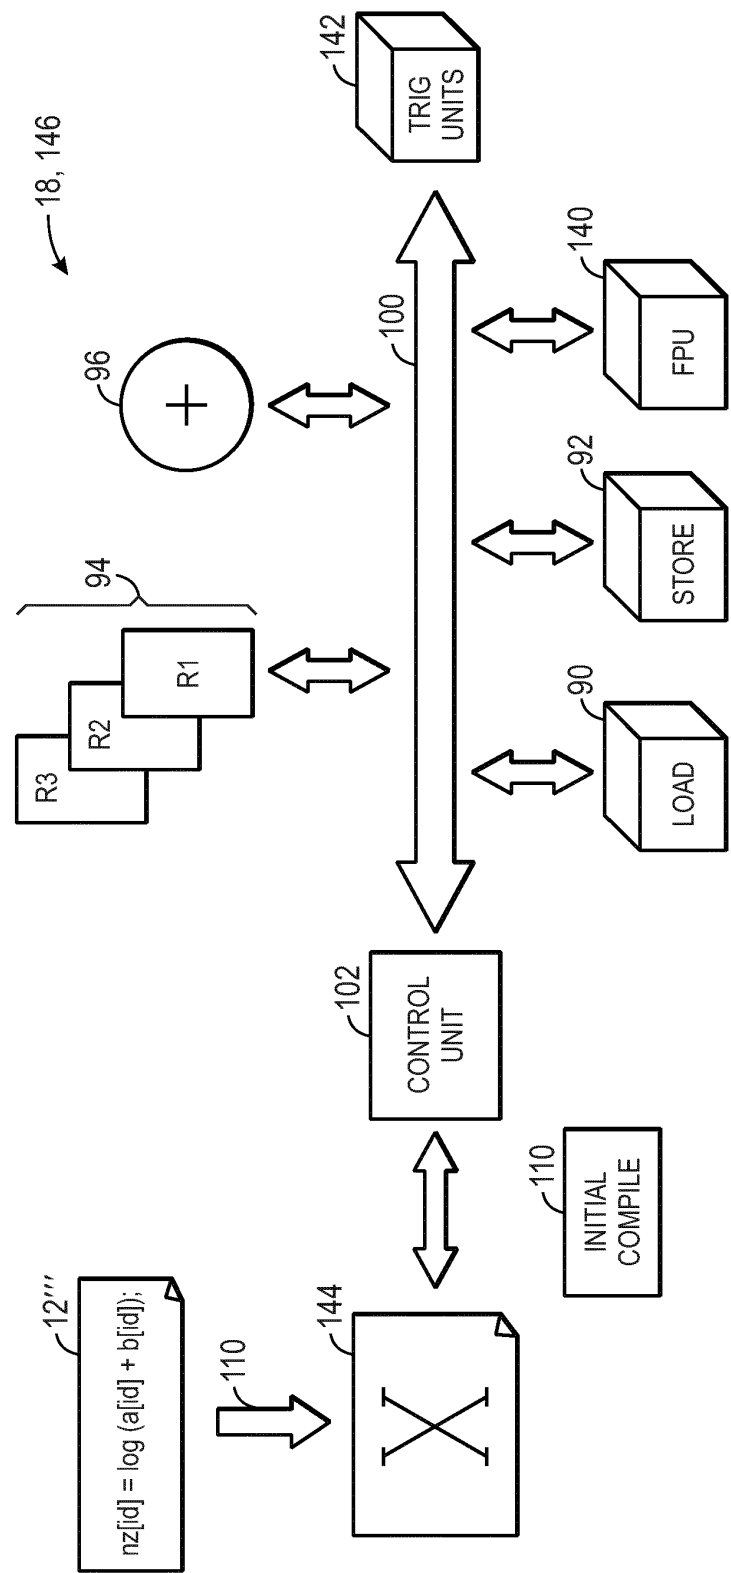 12'''
nz[id] = log (a[id] + b[id]);
110
144
X
INITIAL
COMPILE
110
CONTROL
UNIT
102
R3
R2
R1
94
96
+
18, 146
100
LOAD
90
STORE
92
FPU
140
TRIG
UNITS
142